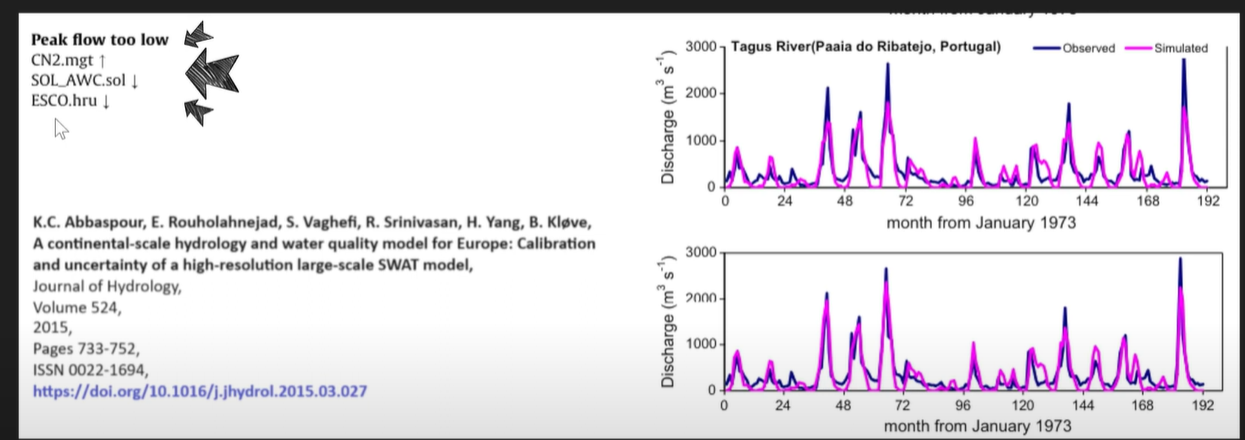 Peak flow too low
CN2.mgt ↑
SOL_AWC.sol ↓
ESCO.hru ↓
K.C. Abbaspour, E. Rouholahnejad, S. Vaghefi, R. Srinivasan, H. Yang, B. Kløve,
A continental-scale hydrology and water quality model for Europe: Calibration
and uncertainty of a high-resolution large-scale SWAT model,
Journal of Hydrology,
Volume 524,
2015,
Pages 733-752,
ISSN 0022-1694,
https://doi.org/10.1016/j.jhydrol.2015.03.027
Tagus River(Paaia do Ribatejo, Portugal) Observed Simulated
Discharge (m³ s⁻¹)
3000
2000
1000
0
0 24 48 72 96 120 144 168 192
month from January 1973
Discharge (m³ s⁻¹)
3000
2000
1000
0
0 24 48 72 96 120 144 168 192
month from January 1973